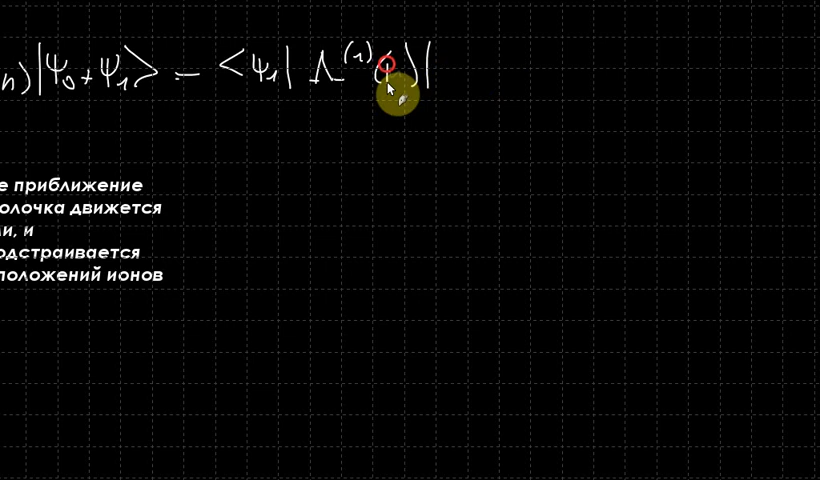 n)|Ψ₀+Ψ₁> = <Ψ₁| Λ⁽¹⁾( )|
е приближение
олочка движется
и, и
одстраивается
положений ионов